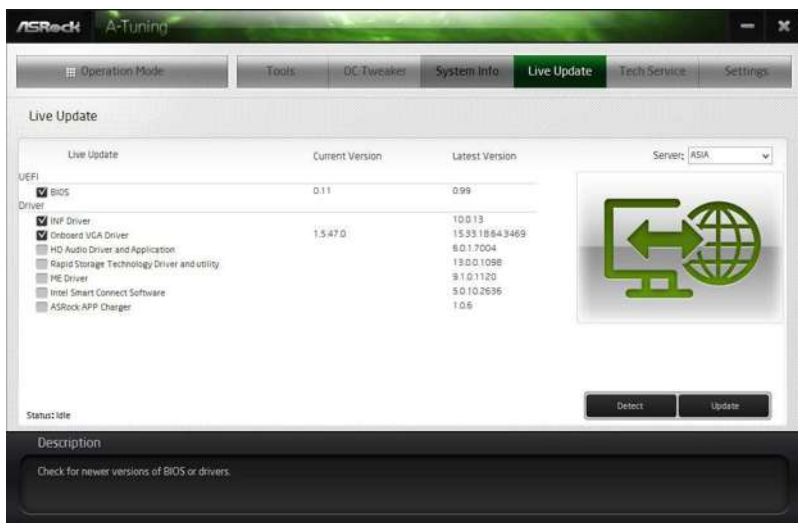 ASRock A-Tuning
Operation Mode Tools OC Tweaker System Info Live Update Tech Service Settings
Live Update
Live Update Current Version Latest Version Server: ASIA
UEFI
BIOS 0.11 0.99
Driver
INF Driver 10.0.13
Onboard VGA Driver 1.5.47.0 15.33.18.64.3469
HD Audio Driver and Application 6.0.1.7004
Rapid Storage Technology Driver and utility 13.0.0.1098
ME Driver 9.1.0.1120
Intel Smart Connect Software 5.0.10.2636
ASRock APP Charger 1.0.6
Detect Update
Status: Idle
Description
Check for newer versions of BIOS or drivers.